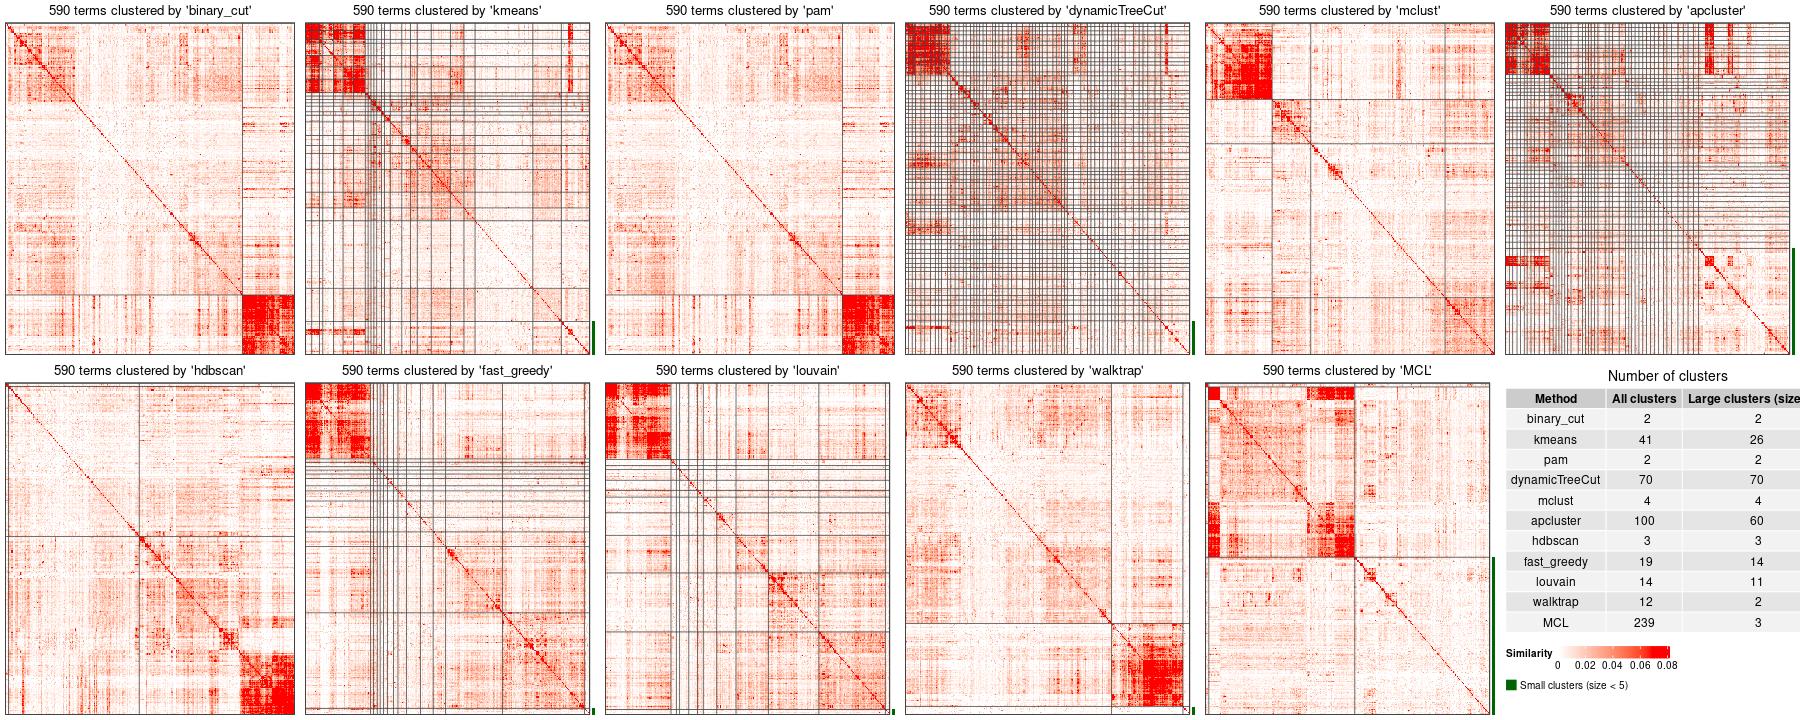 590 terms clustered by 'binary_cut'
590 terms clustered by 'kmeans'
590 terms clustered by 'pam'
590 terms clustered by 'dynamicTreeCut'
590 terms clustered by 'mclust'
590 terms clustered by 'apcluster'
590 terms clustered by 'hdbscan'
590 terms clustered by 'fast_greedy'
590 terms clustered by 'louvain'
590 terms clustered by 'walktrap'
590 terms clustered by 'MCL'
Number of clusters
Method All clusters Large clusters (size
binary_cut 2 2
kmeans 41 26
pam 2 2
dynamicTreeCut 70 70
mclust 4 4
apcluster 100 60
hdbscan 3 3
fast_greedy 19 14
louvain 14 11
walktrap 12 2
MCL 239 3
Similarity
0 0.02 0.04 0.06 0.08
Small clusters (size < 5)